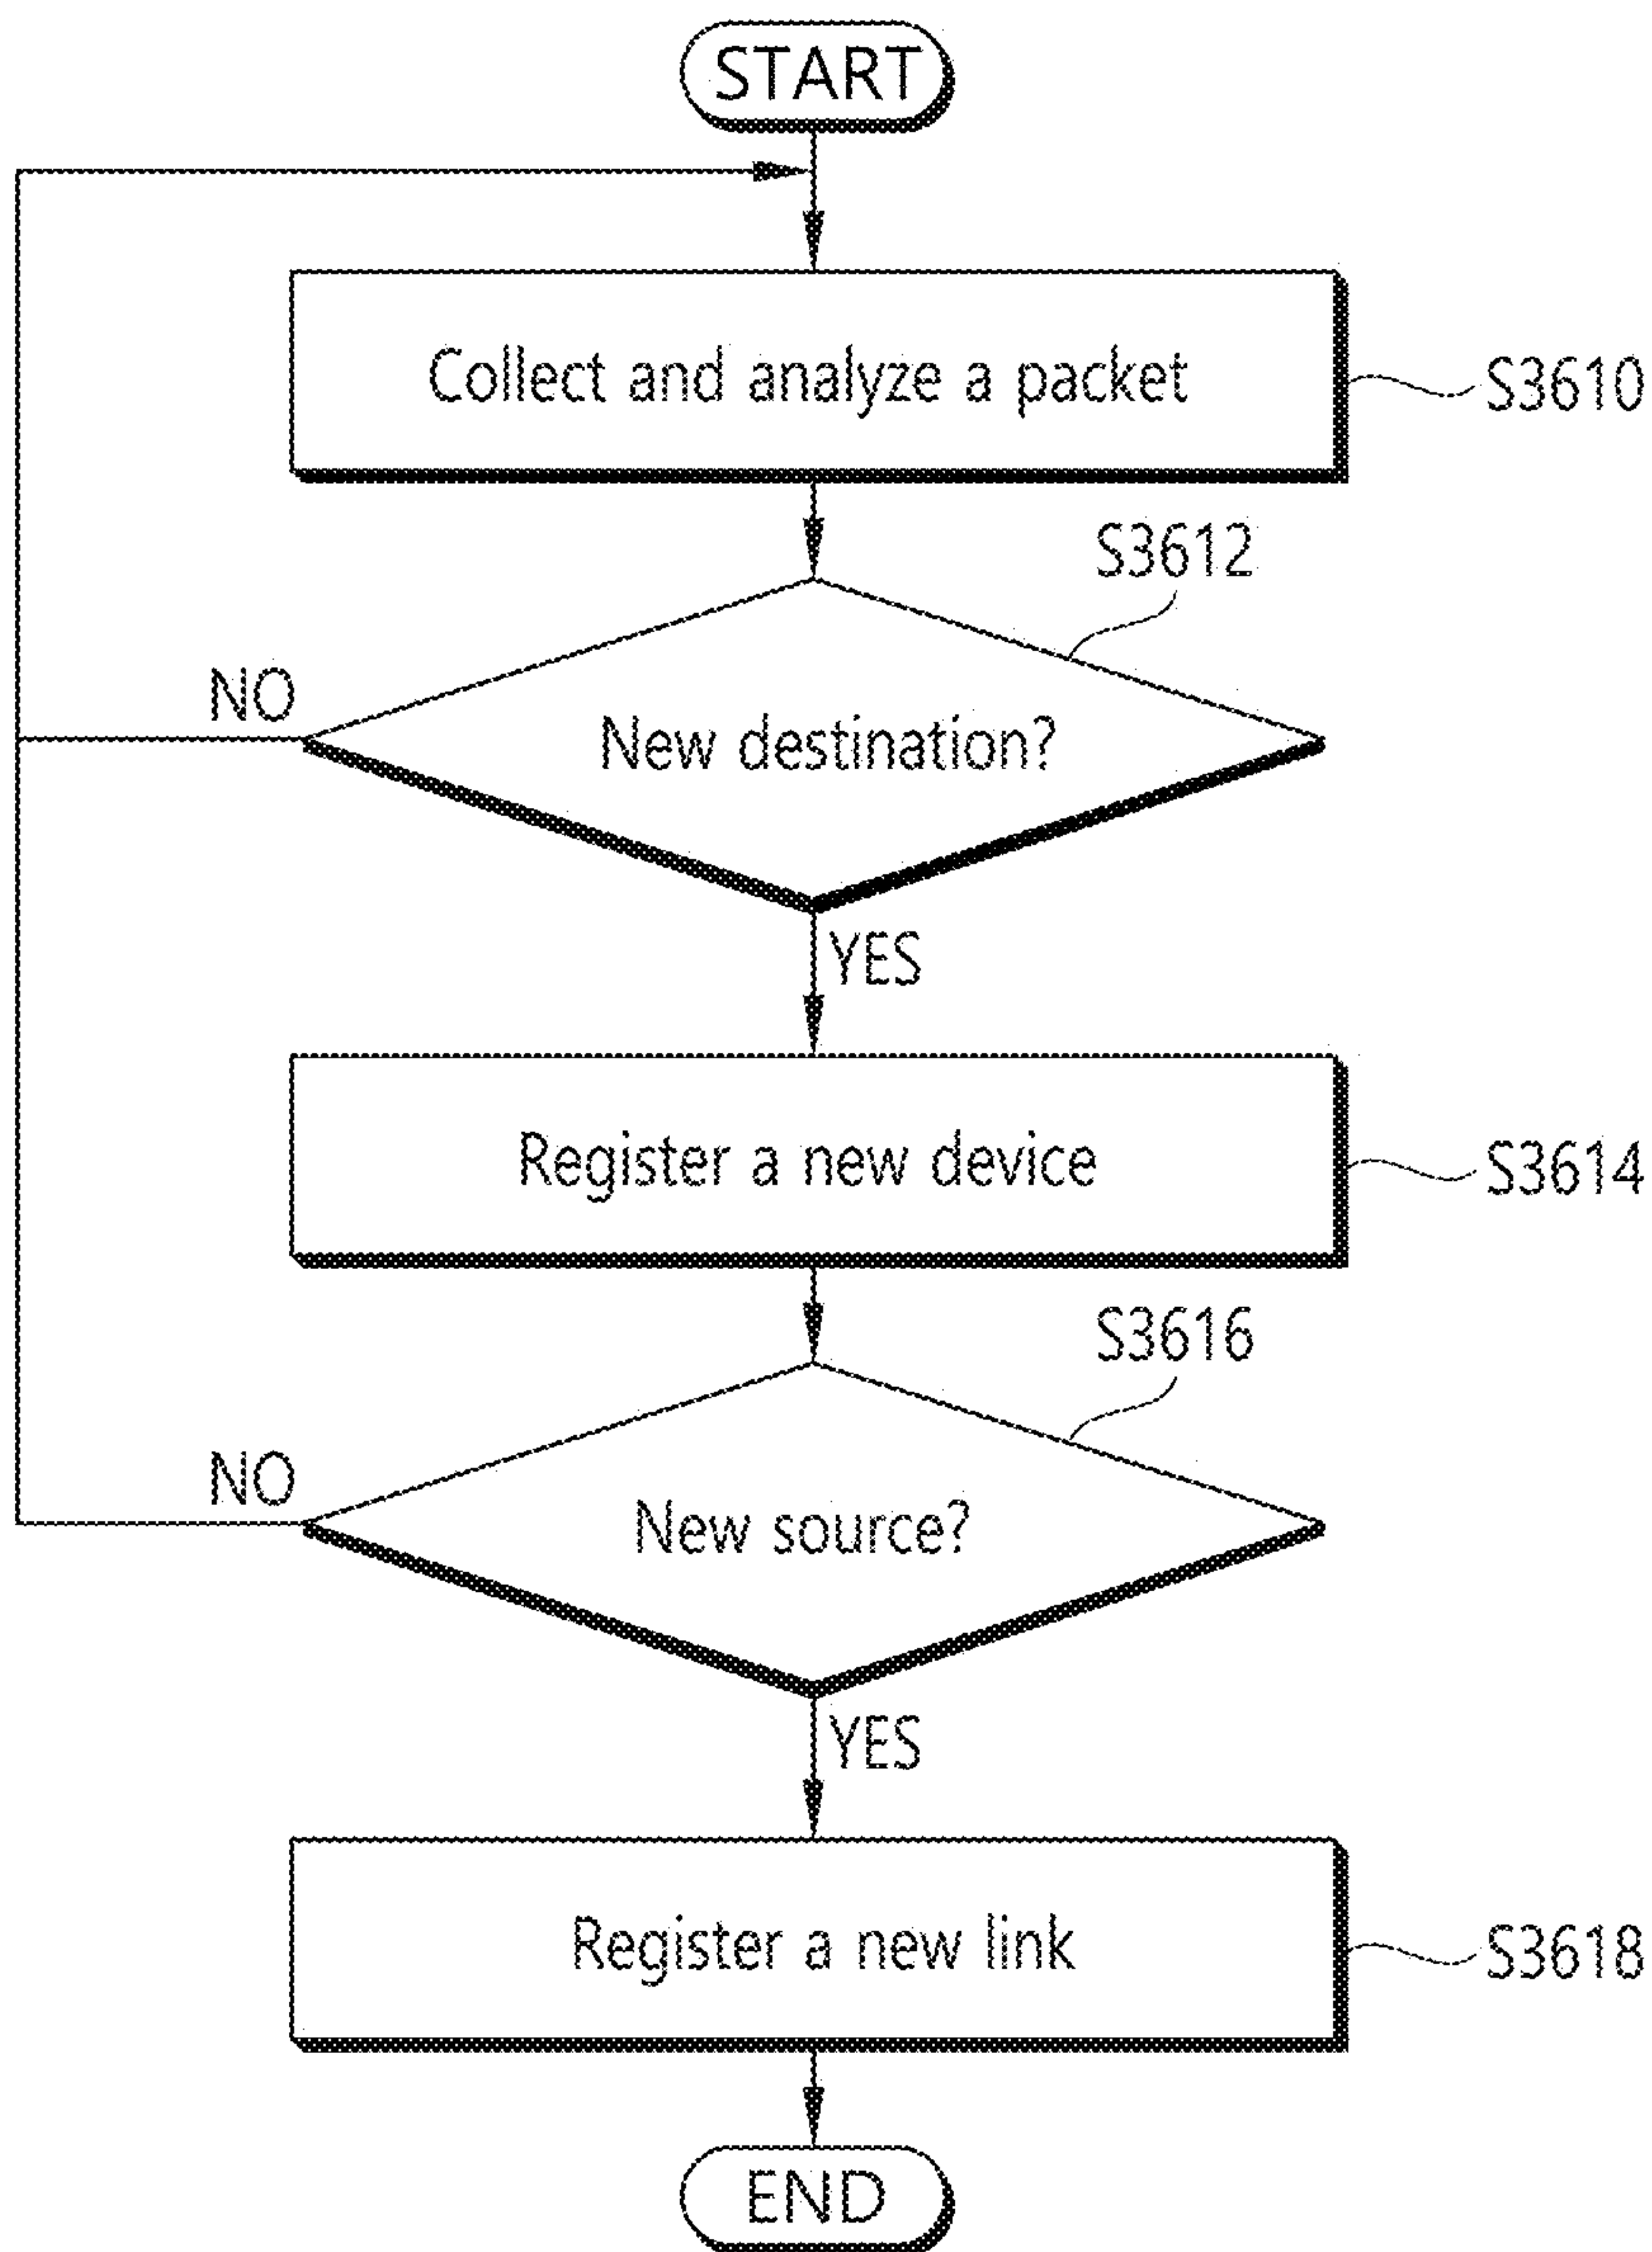 START
Collect and analyze a packet
S3610
S3612
NO
New destination?
YES
Register a new device
S3614
S3616
NO
New source?
YES
Register a new link
S3618
END